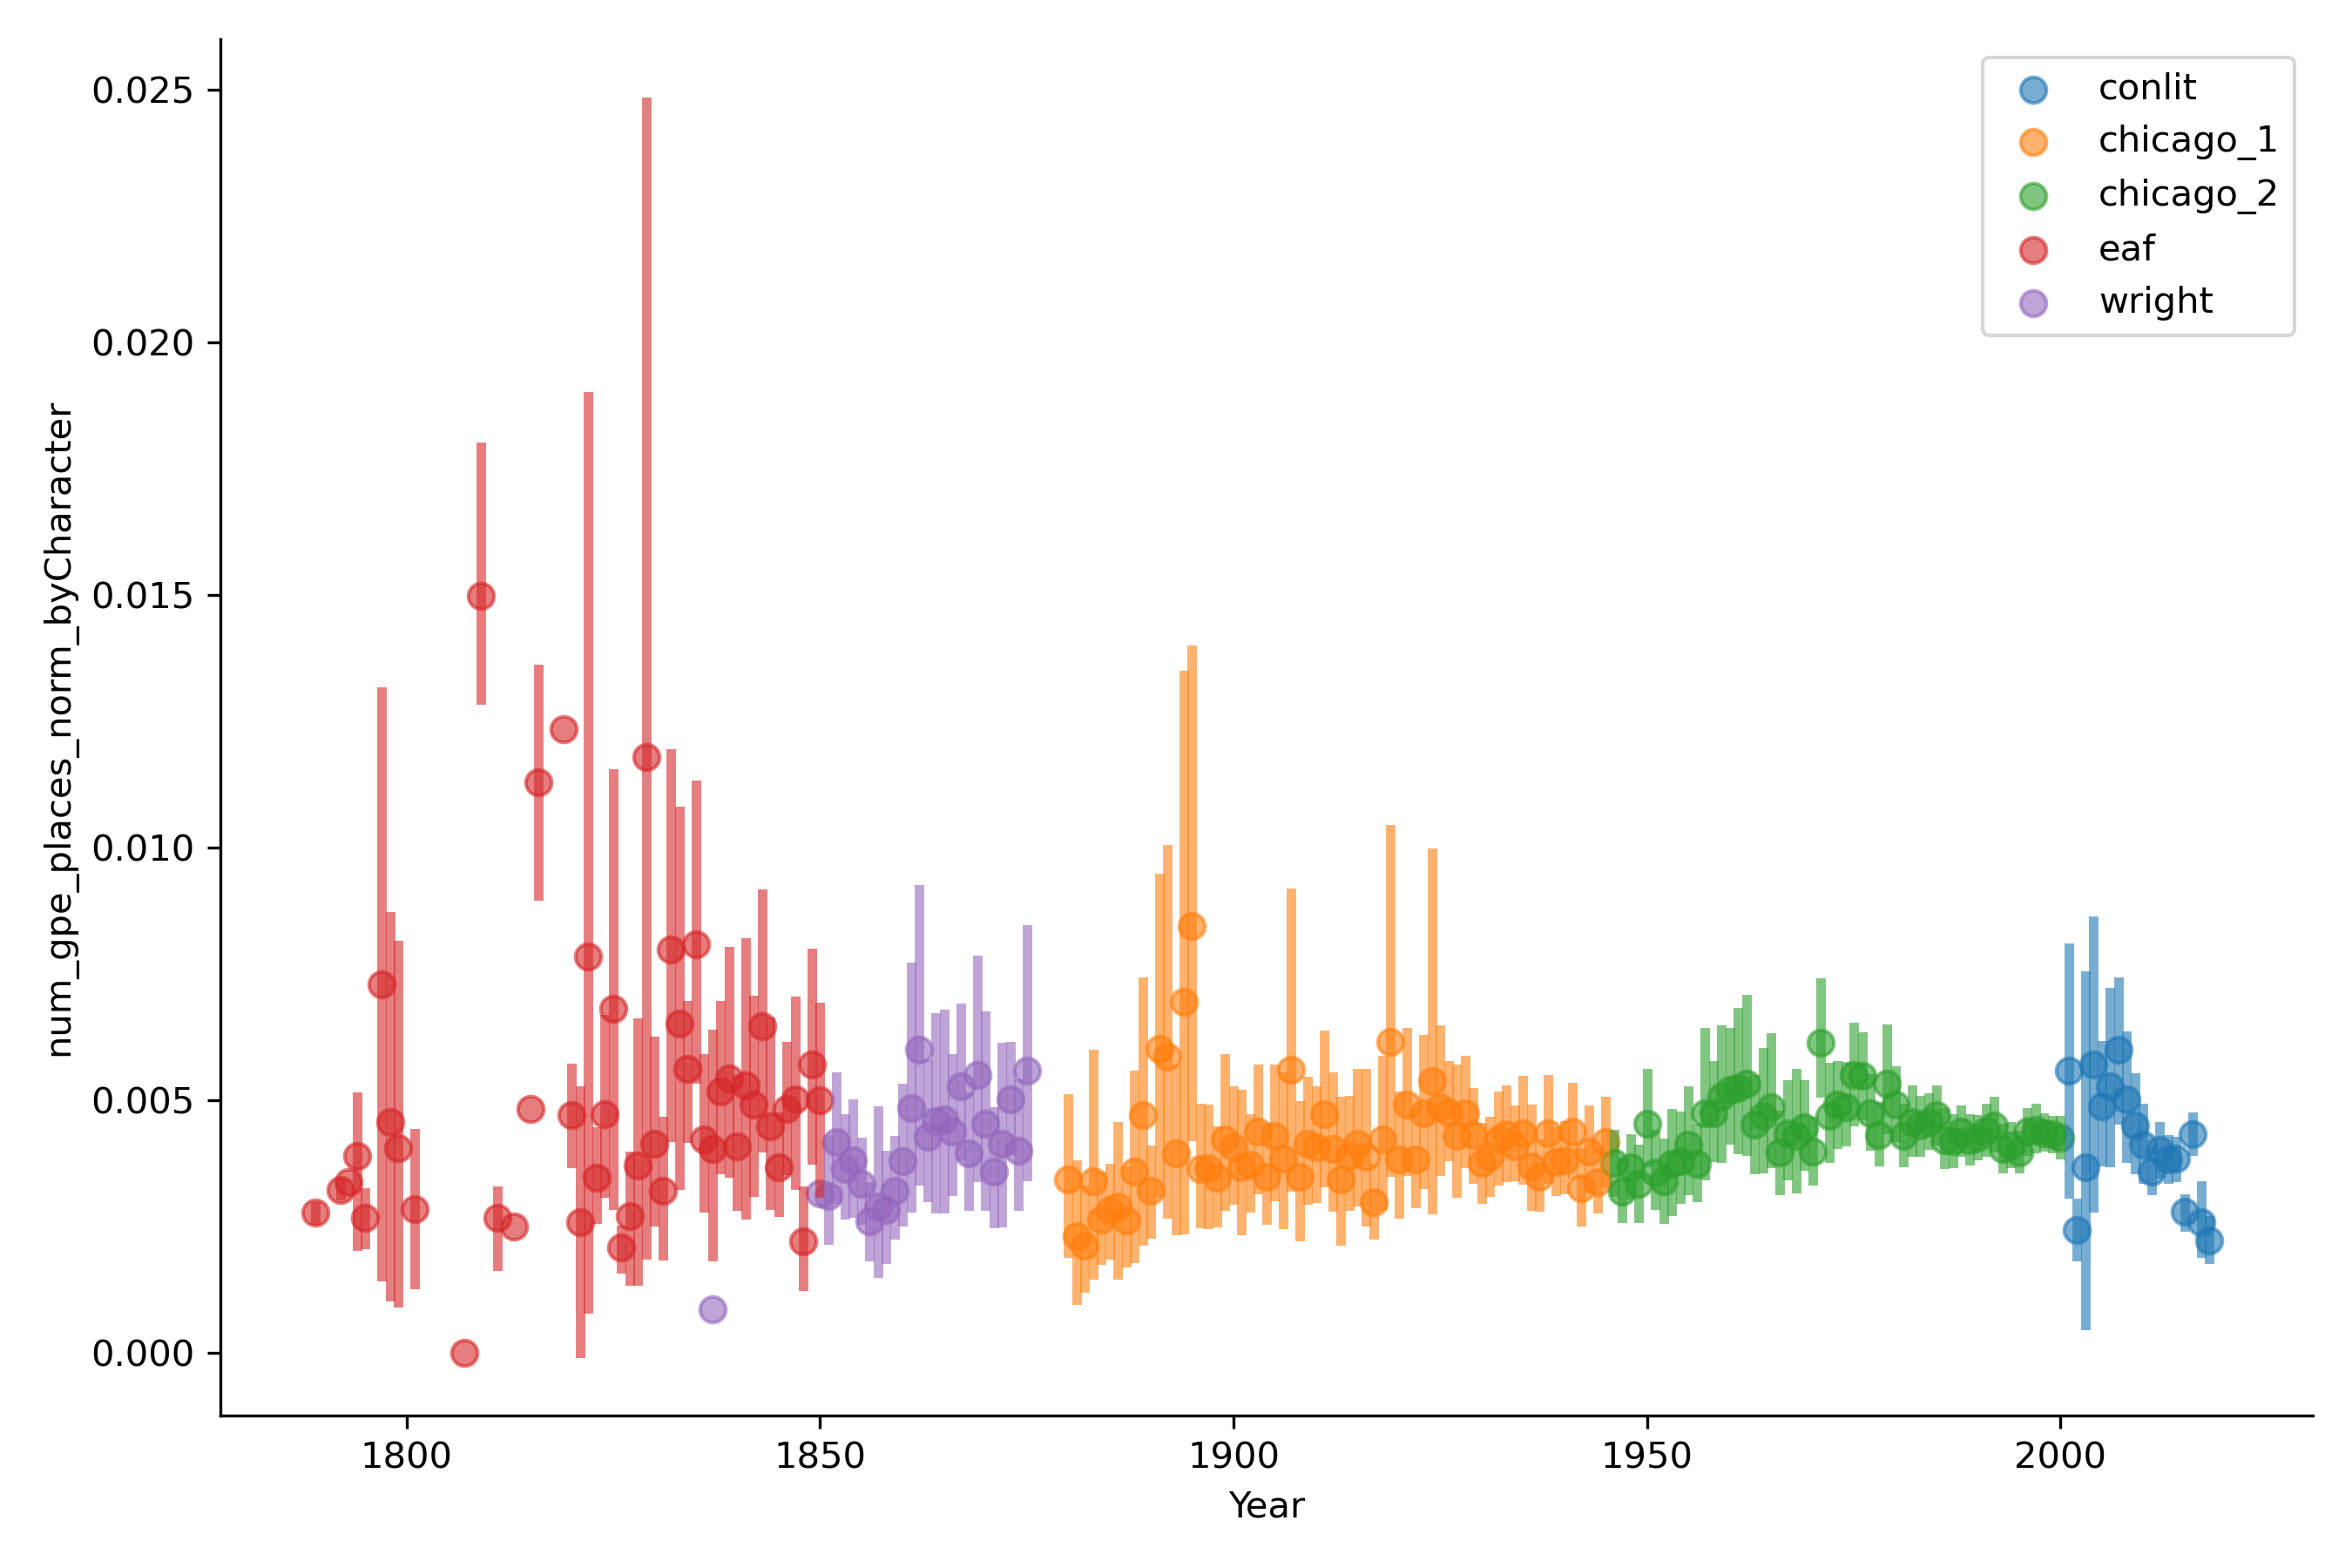 num_gpe_places_norm_byCharacter
0.025
0.020
0.015
0.010
0.005
0.000
conlit
chicago_1
chicago_2
eaf
wright
1800 1850 1900 1950 2000
Year